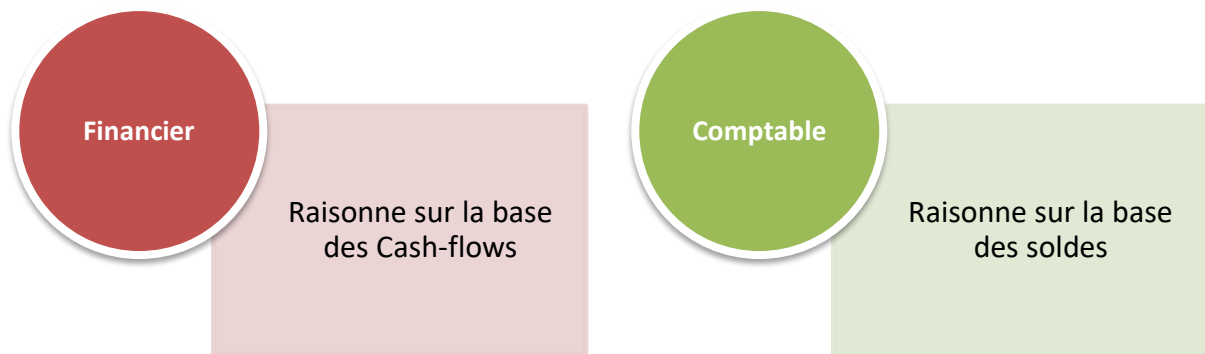 Financier
Raisonne sur la base
des Cash-flows
Comptable
Raisonne sur la base
des soldes